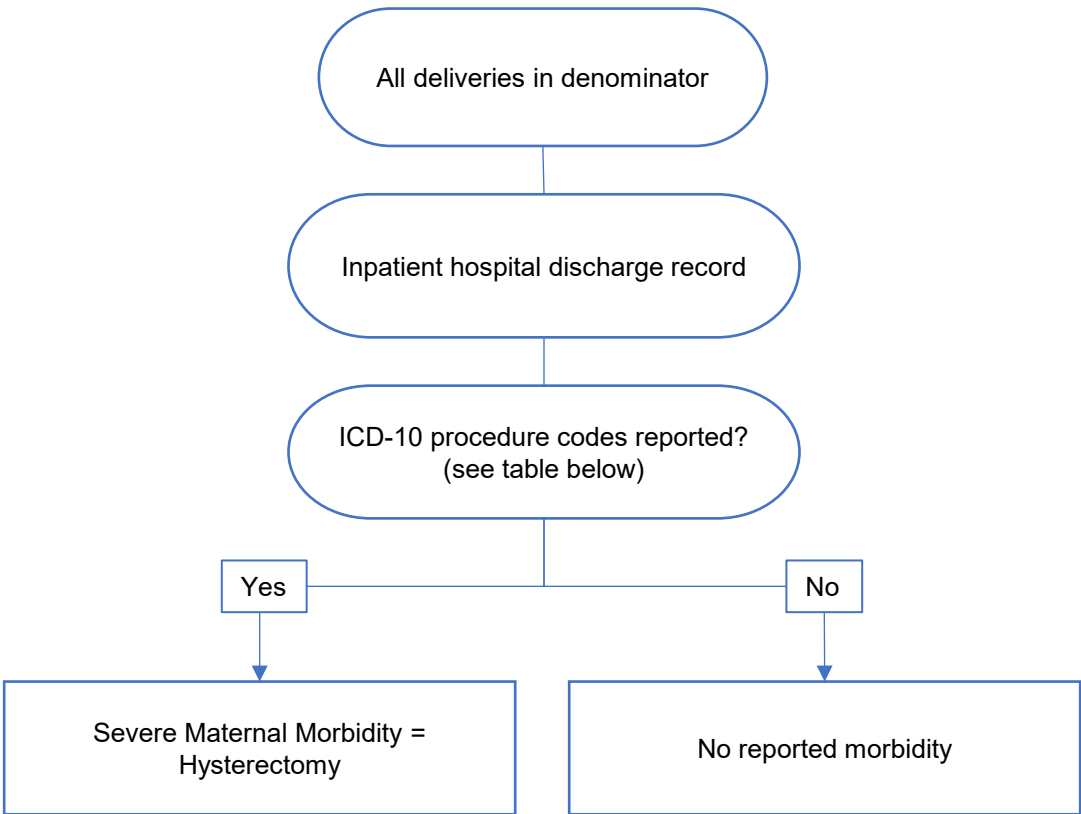 All deliveries in denominator
Inpatient hospital discharge record
ICD-10 procedure codes reported?
(see table below)
Yes
No
Severe Maternal Morbidity =
Hysterectomy
No reported morbidity